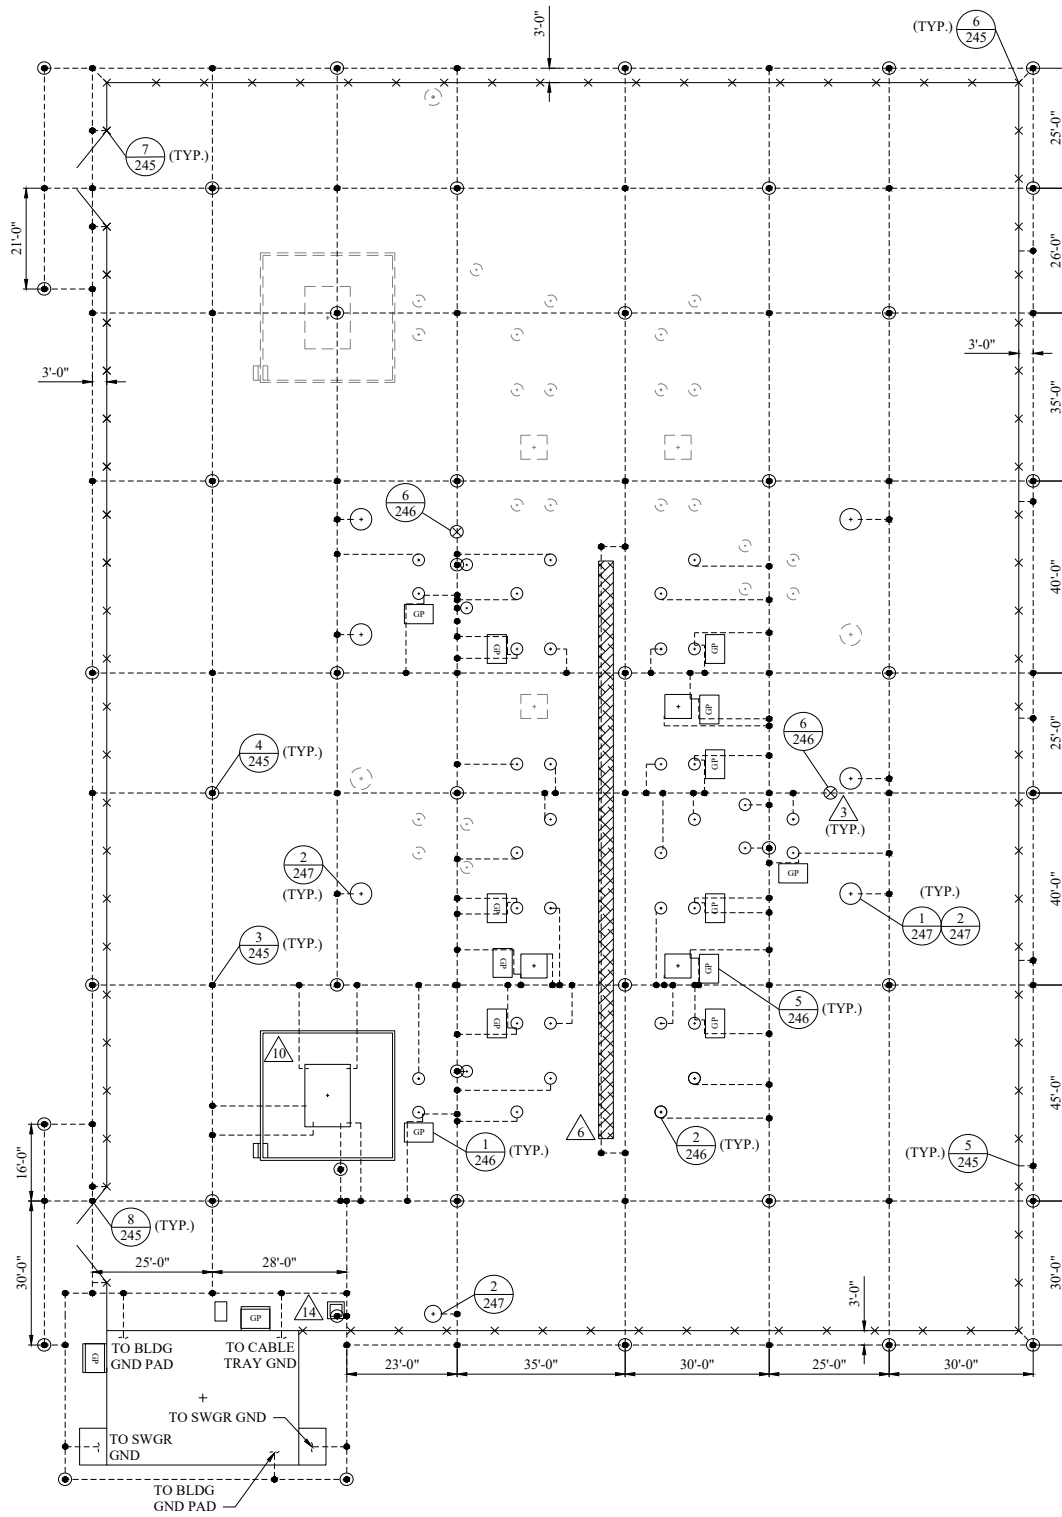 3'-0"
(TYP.)
6
245
25'-0"
7
245
(TYP.)
21'-0"
26'-0"
3'-0"
3'-0"
35'-0"
6
246
40'-0"
GP
GP
GP
GP
6
246
4
245
(TYP.)
25'-0"
GP
3
(TYP.)
2
247
(TYP.)
GP
(TYP.)
1
247
2
247
40'-0"
GP
GP
3
245
(TYP.)
GP
GP
5
246
(TYP.)
GP
GP
10
45'-0"
GP
1
246
(TYP.)
6
2
246
(TYP.)
(TYP.)
5
245
16'-0"
8
245
(TYP.)
30'-0"
25'-0"
28'-0"
30'-0"
2
247
3'-0"
14
GP
GP
TO BLDG
GND PAD
TO CABLE
TRAY GND
23'-0"
35'-0"
30'-0"
25'-0"
30'-0"
TO SWGR GND
TO SWGR
GND
TO BLDG
GND PAD